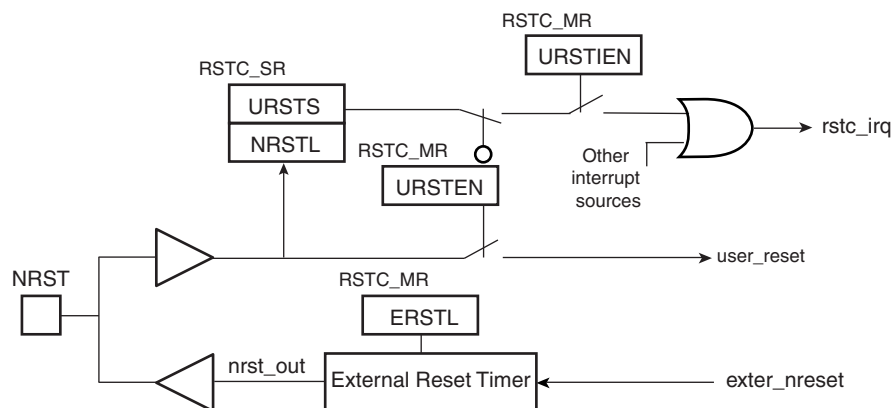 RSTC_MR
URSTIEN
RSTC_SR
URSTS
NRSTL
rstc_irq
RSTC_MR
URSTEN
Other
interrupt
sources
user_reset
NRST
RSTC_MR
ERSTL
nrst_out
External Reset Timer
exter_nreset